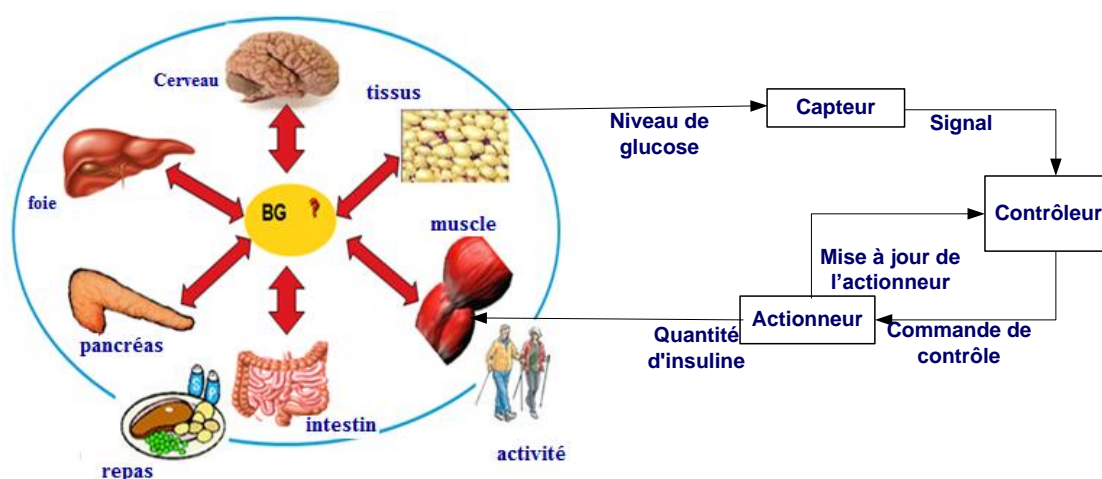 Cerveau
tissus
foie
BG ?
muscle
pancréas
intestin
S P
repas
activité
Niveau de
glucose
Capteur
Signal
Contrôleur
Mise à jour de
l'actionneur
Actionneur
Quantité
d'insuline
Commande de
contrôle